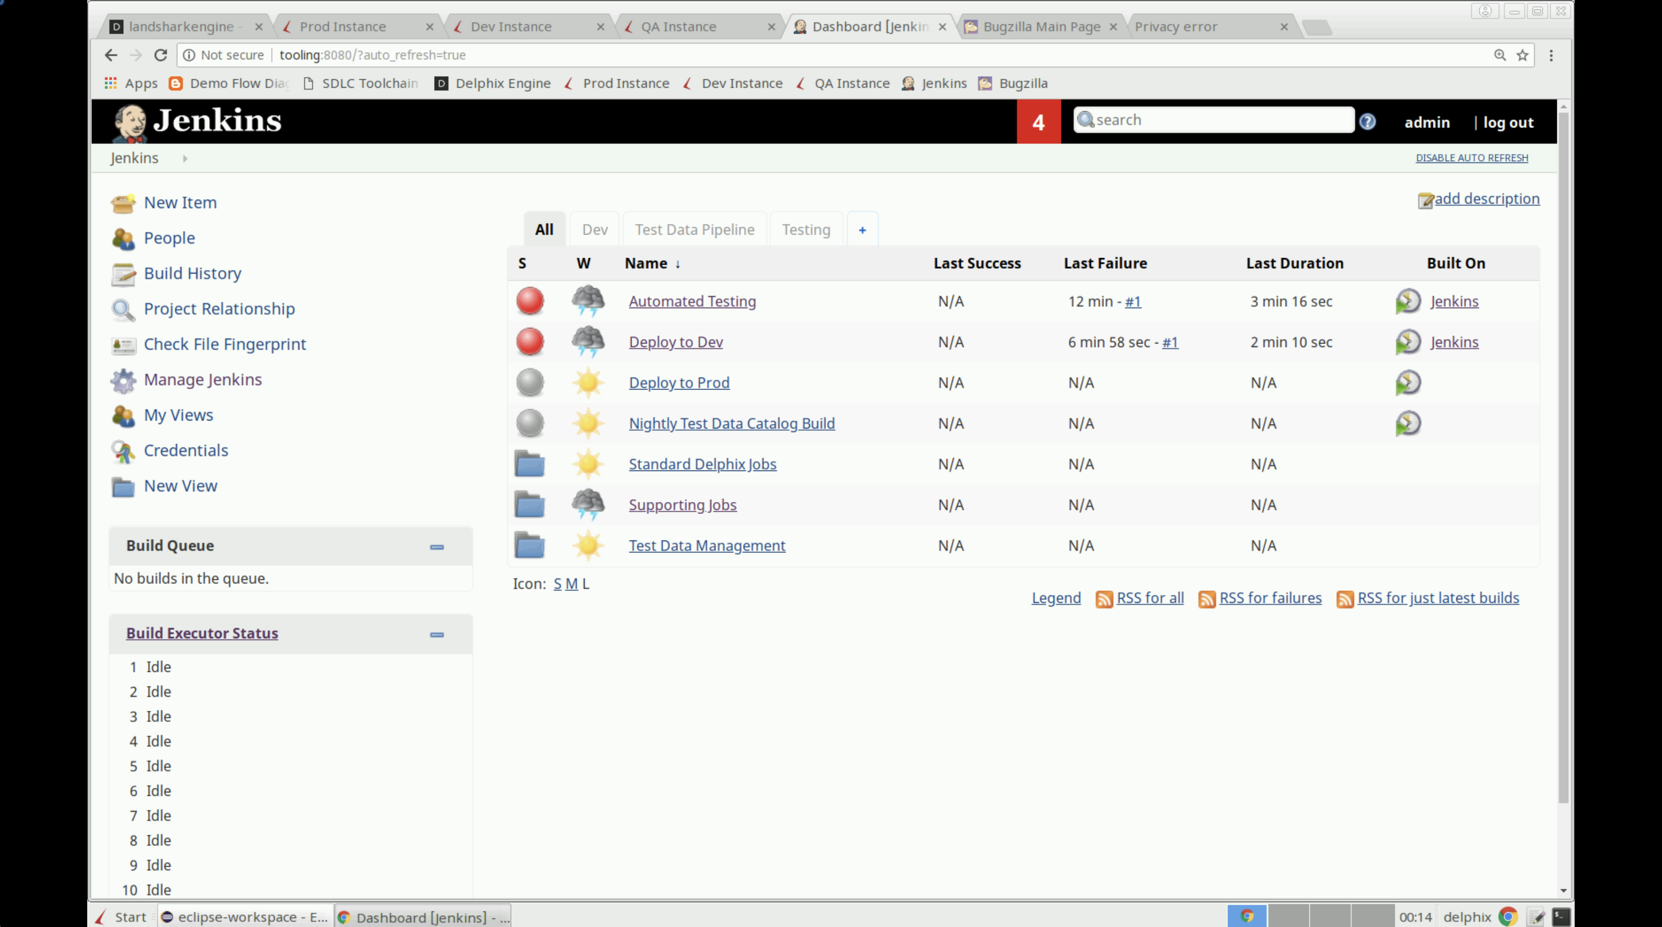 landsharkengine - Prod Instance Dev Instance QA Instance Dashboard [Jenkin Bugzilla Main Page Privacy error
Not secure tooling:8080/?auto_refresh=true
Apps Demo Flow Dia SDLC Toolchain Delphix Engine Prod Instance Dev Instance QA Instance Jenkins Bugzilla
Jenkins 4 search admin | log out
Jenkins DISABLE AUTO REFRESH
add description
New Item
People
Build History
Project Relationship
Check File Fingerprint
Manage Jenkins
My Views
Credentials
New View
Build Queue
No builds in the queue.
Build Executor Status
1 Idle
2 Idle
3 Idle
4 Idle
5 Idle
6 Idle
7 Idle
8 Idle
9 Idle
10 Idle
All Dev Test Data Pipeline Testing +
S W Name ↓ Last Success Last Failure Last Duration Built On
Automated Testing N/A 12 min - #1 3 min 16 sec Jenkins
Deploy to Dev N/A 6 min 58 sec - #1 2 min 10 sec Jenkins
Deploy to Prod N/A N/A N/A
Nightly Test Data Catalog Build N/A N/A N/A
Standard Delphix Jobs N/A N/A N/A
Supporting Jobs N/A N/A N/A
Test Data Management N/A N/A N/A
Icon: S M L
Legend RSS for all RSS for failures RSS for just latest builds
Start eclipse-workspace - E... Dashboard [Jenkins] - ... 00:14 delphix